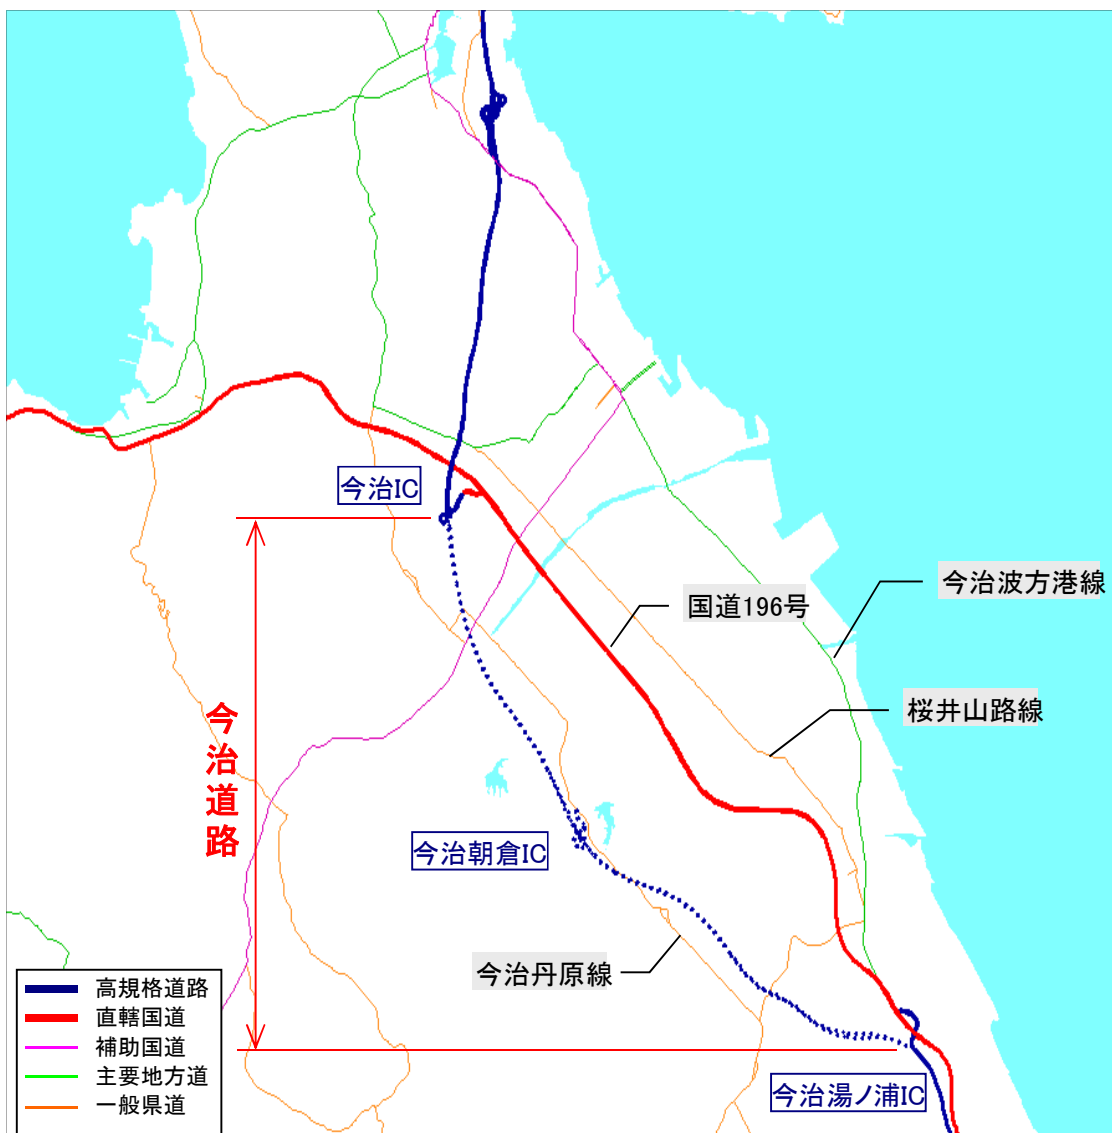 今治IC
国道196号
今治波方港線
桜井山路線
今治道路
今治朝倉IC
今治丹原線
今治湯ノ浦IC
高規格道路
直轄国道
補助国道
主要地方道
一般県道